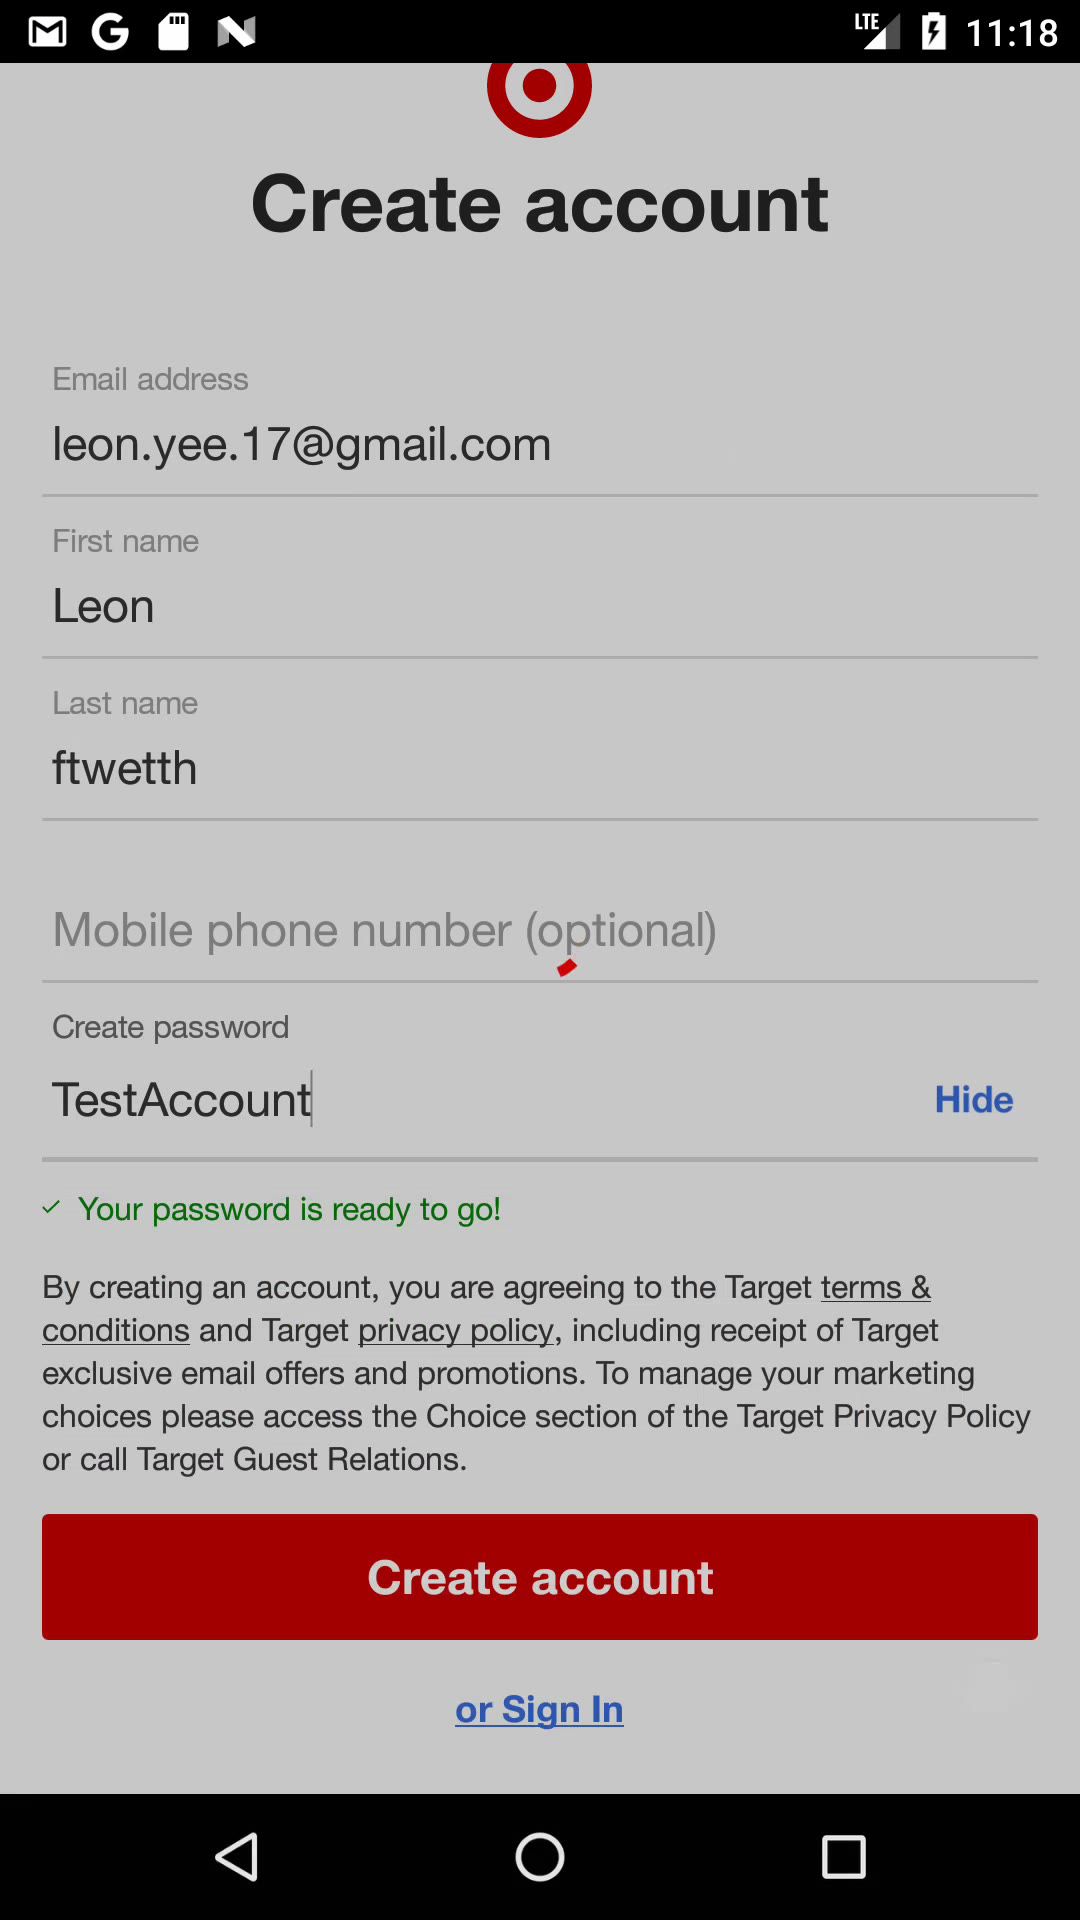 LTE 11:18
Create account
Email address
leon.yee.17@gmail.com
First name
Leon
Last name
ftwetth
Mobile phone number (optional)
Create password
TestAccount
Hide
Your password is ready to go!
By creating an account, you are agreeing to the Target terms &
conditions and Target privacy policy, including receipt of Target
exclusive email offers and promotions. To manage your marketing
choices please access the Choice section of the Target Privacy Policy
or call Target Guest Relations.
Create account
or Sign In